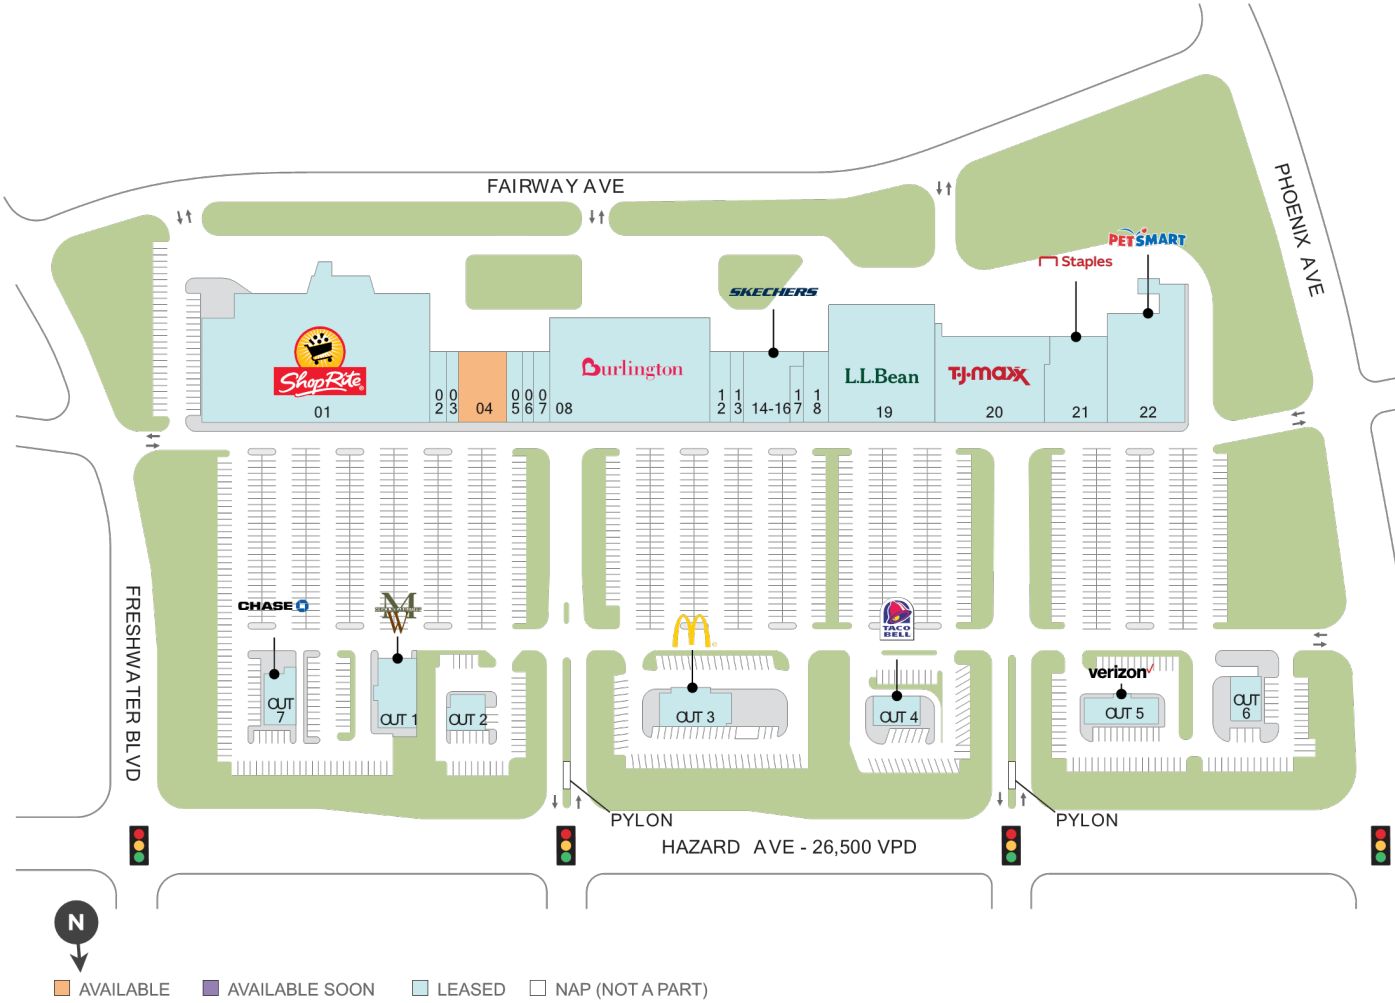 FAIRWAY AVE
PHOENIX AVE
PETSMART
Staples
SKECHERS
ShopRite
Burlington
L.L.Bean
T·J·maxx
01
02
03
04
05
06
07
08
12
13
14-16
17
18
19
20
21
22
FRESHWATER BLVD
CHASE
M
W
TACO
BELL
verizon✓
OUT
7
OUT 1
OUT 2
OUT 3
OUT 4
OUT 5
OUT
6
PYLON
PYLON
HAZARD AVE - 26,500 VPD
N
AVAILABLE
AVAILABLE SOON
LEASED
NAP (NOT A PART)